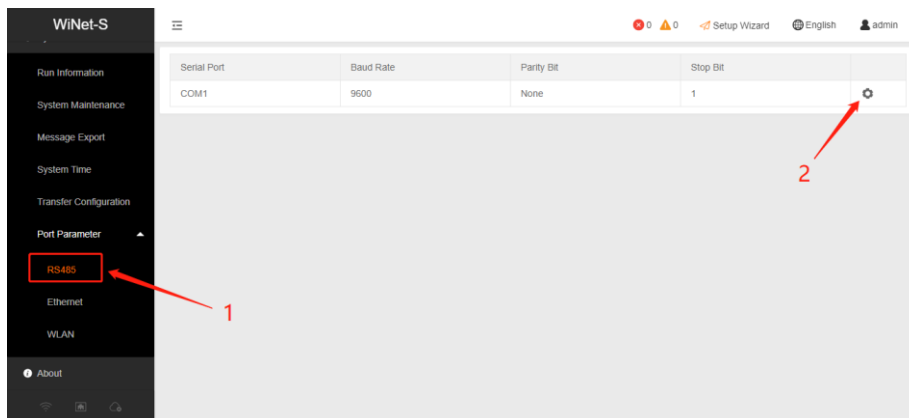 WiNet-S
0 0 Setup Wizard English admin
Run Information
System Maintenance
Message Export
System Time
Transfer Configuration
Port Parameter
RS485
Ethernet
WLAN
About
Serial Port Baud Rate Parity Bit Stop Bit
COM1 9600 None 1
1
2